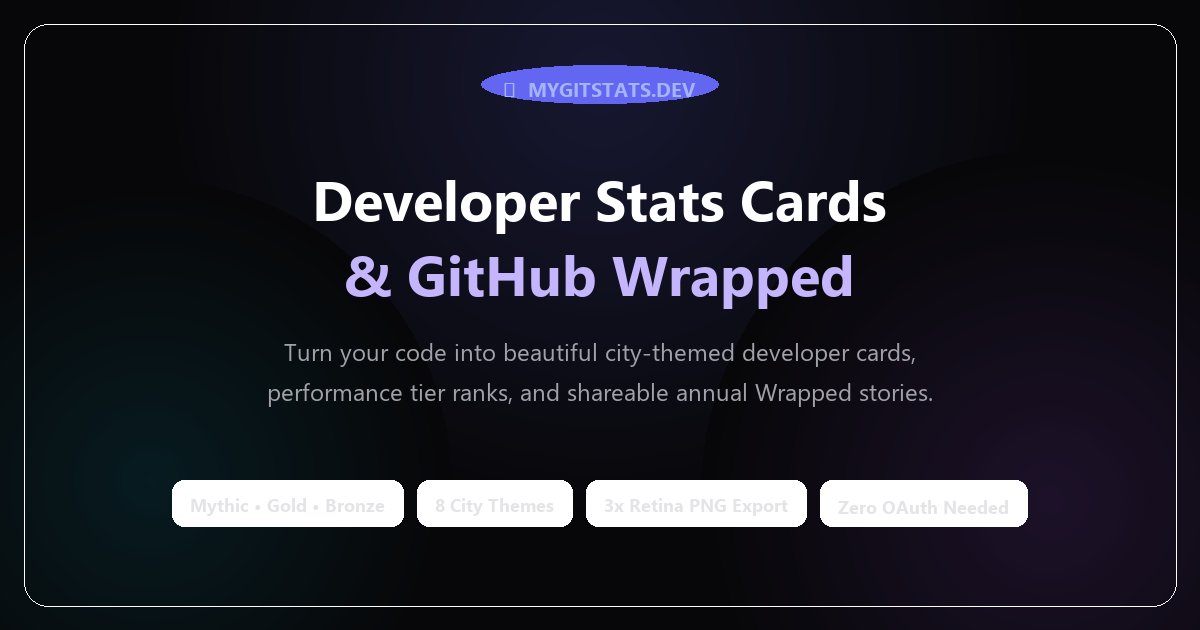 MYGITSTATS.DEV
Developer Stats Cards
& GitHub Wrapped
Turn your code into beautiful city-themed developer cards,
performance tier ranks, and shareable annual Wrapped stories.
Mythic • Gold • Bronze
8 City Themes
3x Retina PNG Export
Zero OAuth Needed